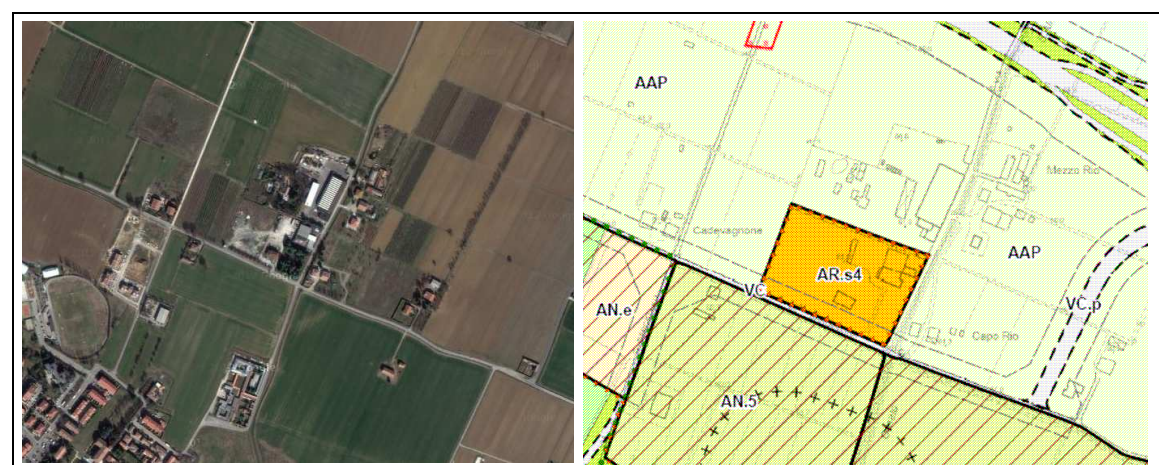 AAP
Mezzo Rio
Cadevagnone
AAP
AR.s4
VC
VC.p
AN.e
Capo Rio
AN.5